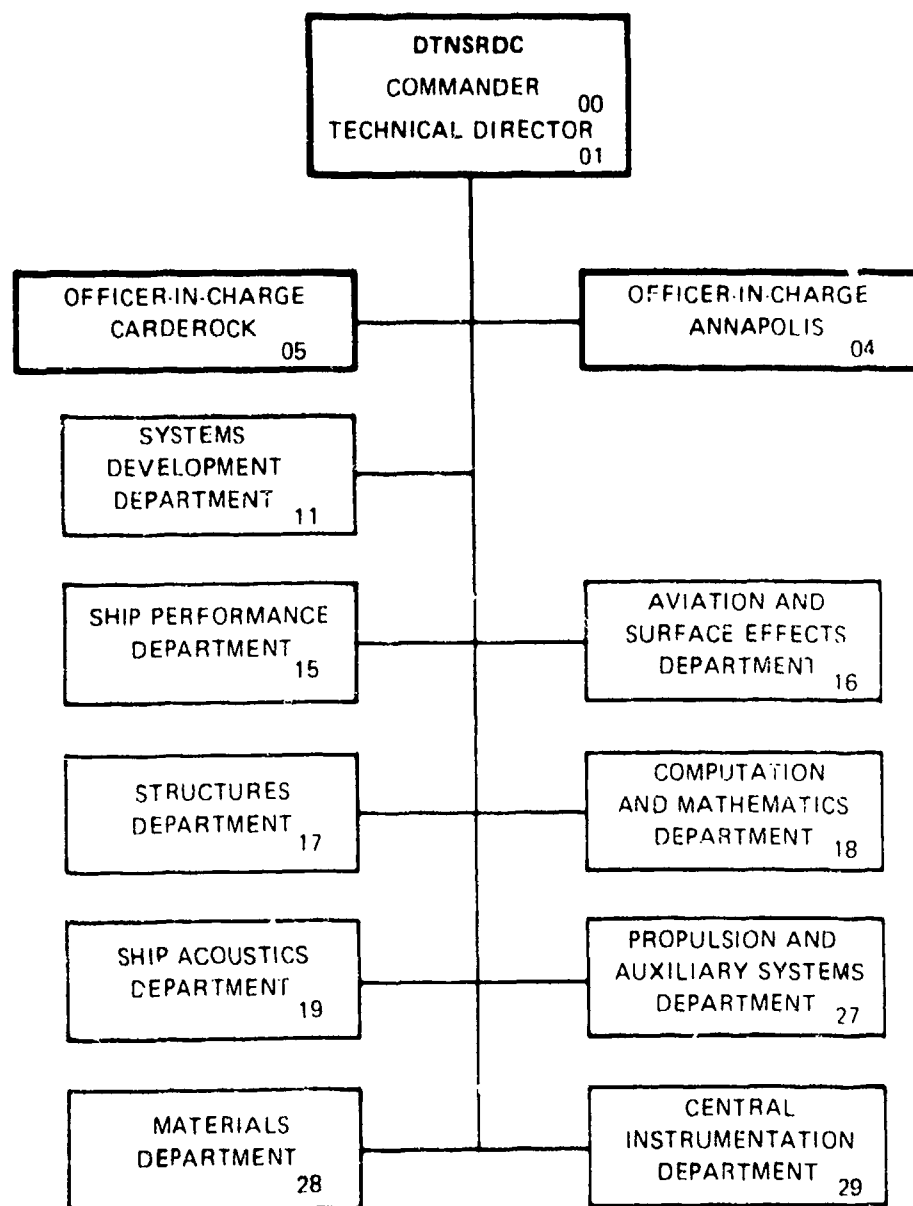 DTNSRDC
COMMANDER
00
TECHNICAL DIRECTOR
01
OFFICER-IN-CHARGE
CARDEROCK
05
OFFICER-IN-CHARGE
ANNAPOLIS
04
SYSTEMS
DEVELOPMENT
DEPARTMENT
11
SHIP PERFORMANCE
DEPARTMENT
15
AVIATION AND
SURFACE EFFECTS
DEPARTMENT
16
STRUCTURES
DEPARTMENT
17
COMPUTATION
AND MATHEMATICS
DEPARTMENT
18
SHIP ACOUSTICS
DEPARTMENT
19
PROPULSION AND
AUXILIARY SYSTEMS
DEPARTMENT
27
MATERIALS
DEPARTMENT
28
CENTRAL
INSTRUMENTATION
DEPARTMENT
29